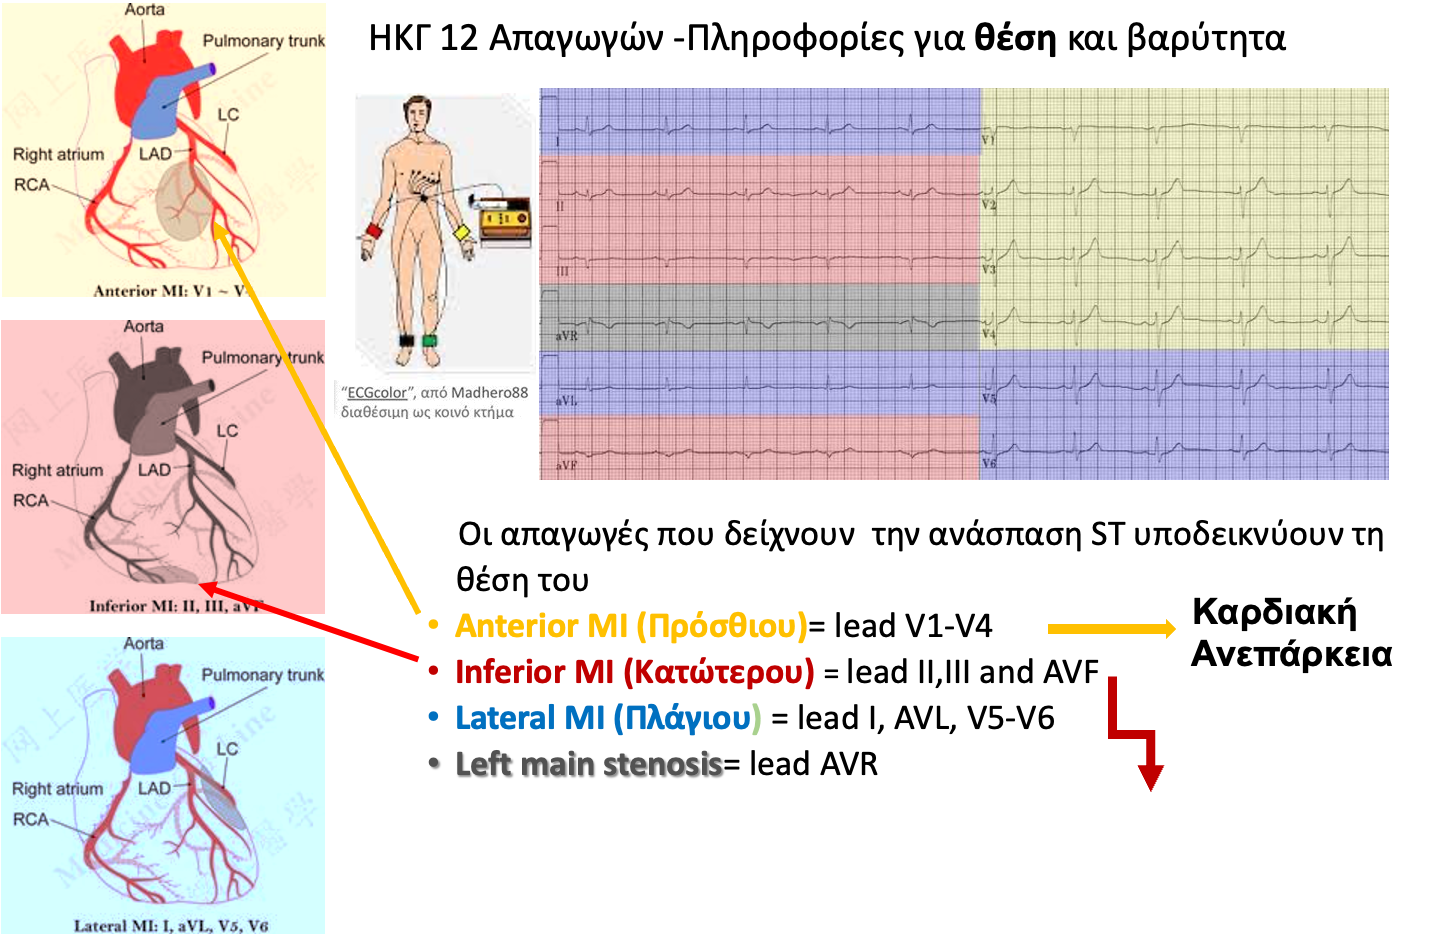 ΗΚΓ 12 Απαγωγών -Πληροφορίες για θέση και βαρύτητα
Aorta
Pulmonary trunk
LC
Right atrium
LAD
RCA
Anterior MI: V1 ~ V
Aorta
Pulmonary trunk
LC
Right atrium
LAD
RCA
Inferior MI: II, III, aVF
Aorta
Pulmonary trunk
LC
Right atrium
LAD
RCA
Lateral MI: I, aVL, V5, V6
“ECGcolor”, από Madhero88
διαθέσιμη ως κοινό κτήμα
I
II
III
aVR
aVL
aVF
V1
V2
V3
V4
V5
V6
Οι απαγωγές που δείχνουν την ανάσπαση ST υποδεικνύουν τη
θέση του
• Anterior MI (Πρόσθιου)= lead V1-V4
• Inferior MI (Κατώτερου) = lead II,III and AVF
• Lateral MI (Πλάγιου) = lead I, AVL, V5-V6
• Left main stenosis= lead AVR
Καρδιακή
Ανεπάρκεια